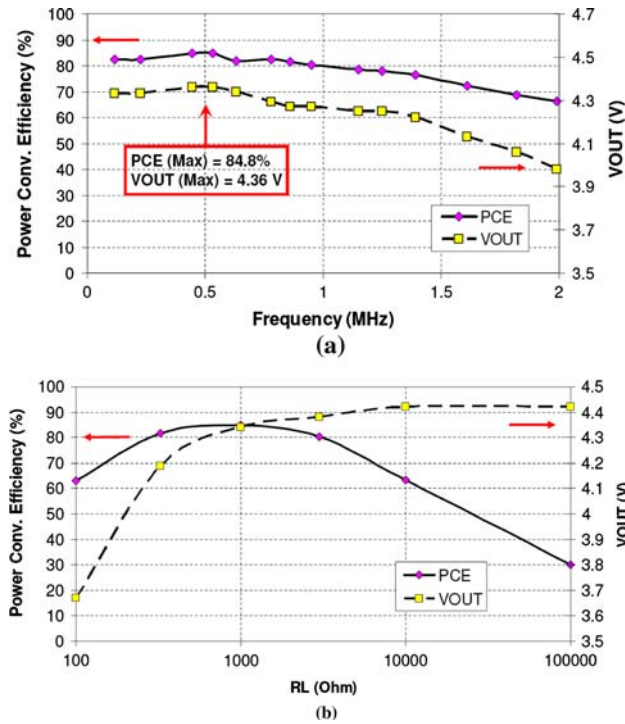 Power Conv. Efficiency (%)
100
90
80
70
60
50
40
30
20
10
0
PCE (Max) = 84.8%
VOUT (Max) = 4.36 V
PCE
VOUT
4.7
4.5
4.3
4.1
3.9
3.7
3.5
VOUT (V)
0 0.5 1 1.5 2
Frequency (MHz)
(a)
Power Conv. Efficiency (%)
100
90
80
70
60
50
40
30
20
10
0
PCE
VOUT
4.5
4.4
4.3
4.2
4.1
4
3.9
3.8
3.7
3.6
3.5
VOUT (V)
100 1000 10000 100000
RL (Ohm)
(b)